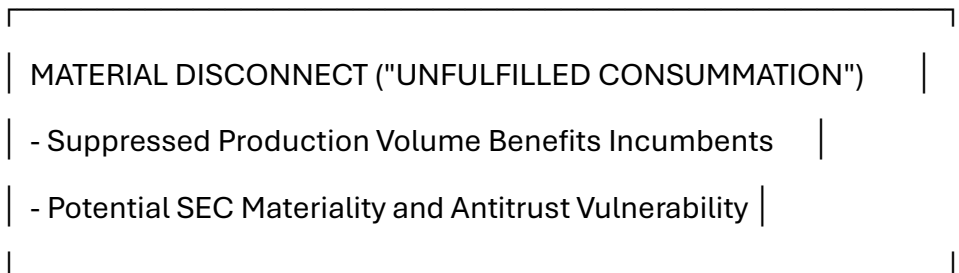 MATERIAL DISCONNECT ("UNFULFILLED CONSUMMATION")
- Suppressed Production Volume Benefits Incumbents
- Potential SEC Materiality and Antitrust Vulnerability